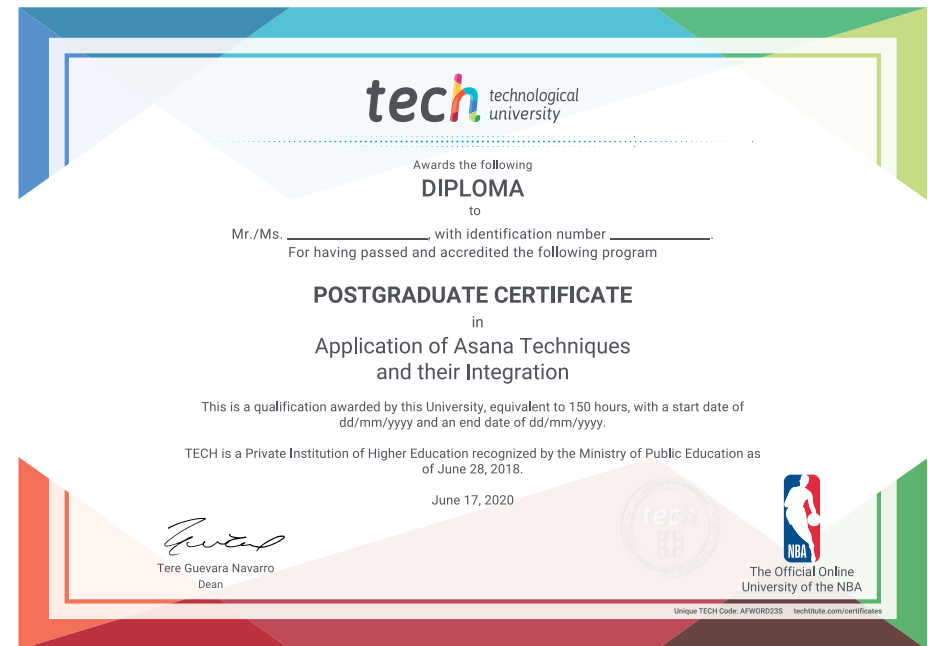 tech technological
university
Awards the following
DIPLOMA
to
Mr./Ms. ____________________, with identification number ______________.
For having passed and accredited the following program
POSTGRADUATE CERTIFICATE
in
Application of Asana Techniques
and their Integration
This is a qualification awarded by this University, equivalent to 150 hours, with a start date of
dd/mm/yyyy and an end date of dd/mm/yyyy.
TECH is a Private Institution of Higher Education recognized by the Ministry of Public Education as
of June 28, 2018.
June 17, 2020
tech
Tere Guevara Navarro
Dean
NBA
The Official Online
University of the NBA
Unique TECH Code: AFWORD23S techtitute.com/certificates